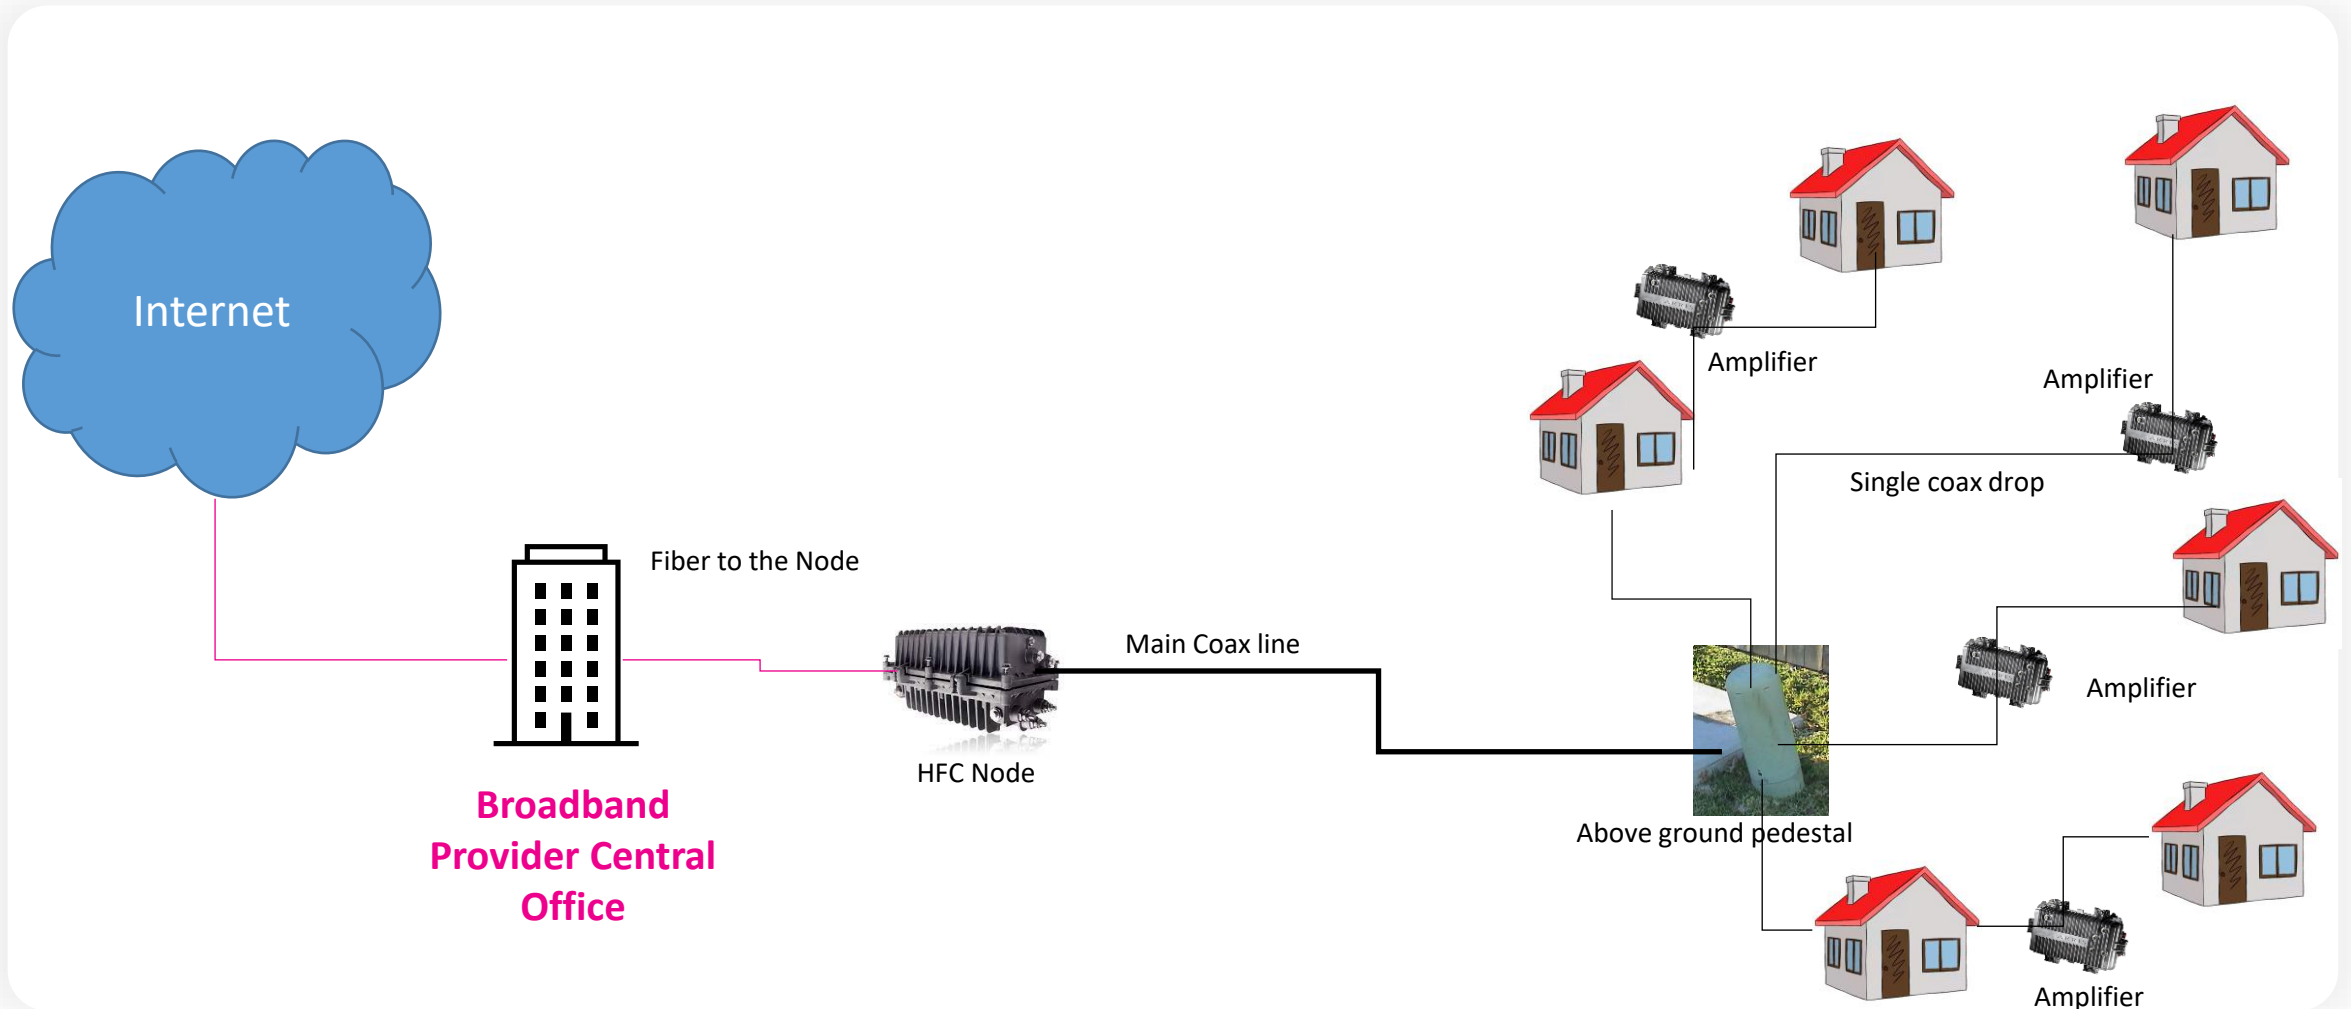 Internet
Fiber to the Node
Broadband
Provider Central
Office
HFC Node
Main Coax line
Amplifier
Amplifier
Single coax drop
Amplifier
Above ground pedestal
Amplifier